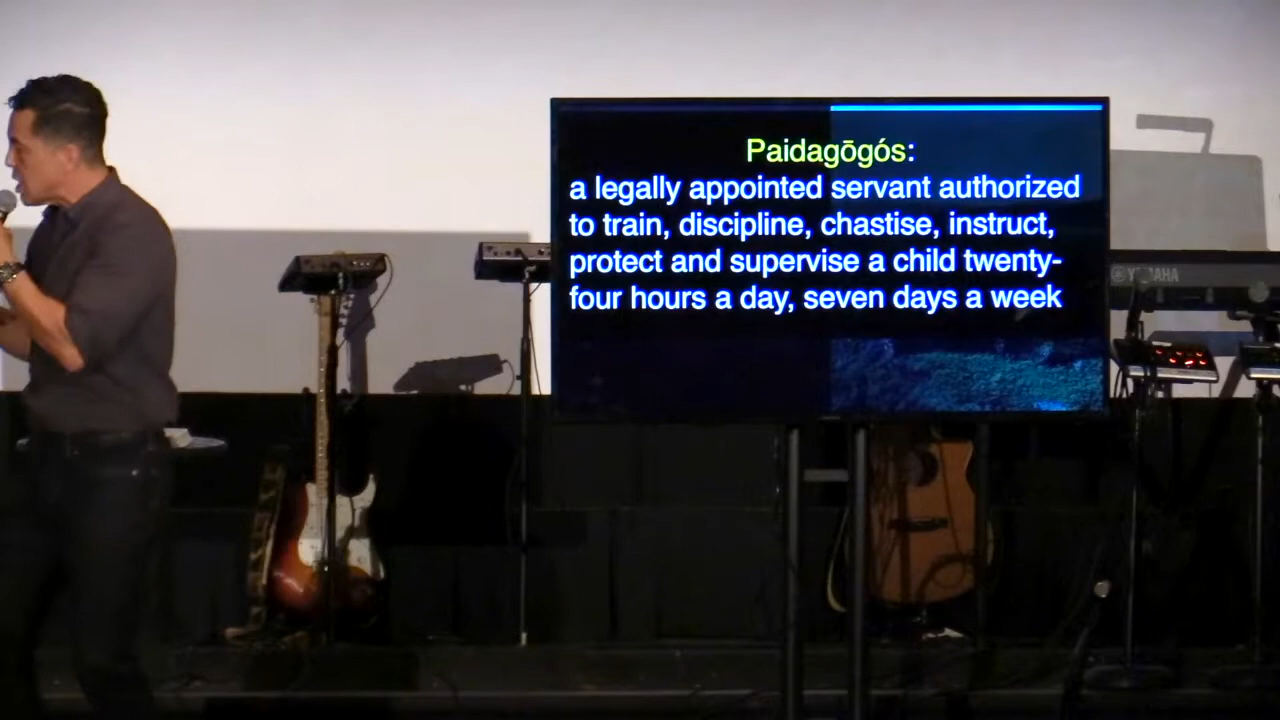 Paidagōgós:
a legally appointed servant authorized
to train, discipline, chastise, instruct,
protect and supervise a child twenty-
four hours a day, seven days a week
YAMAHA